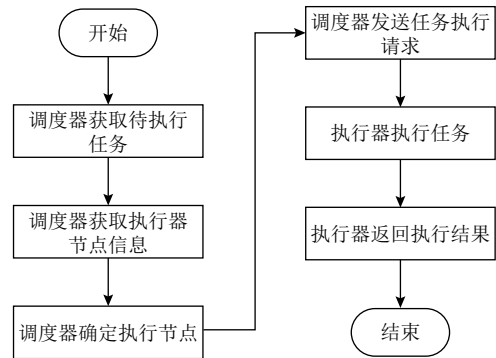 开始
调度器获取待执行
任务
调度器获取执行器
节点信息
调度器确定执行节点
调度器发送任务执行
请求
执行器执行任务
执行器返回执行结果
结束